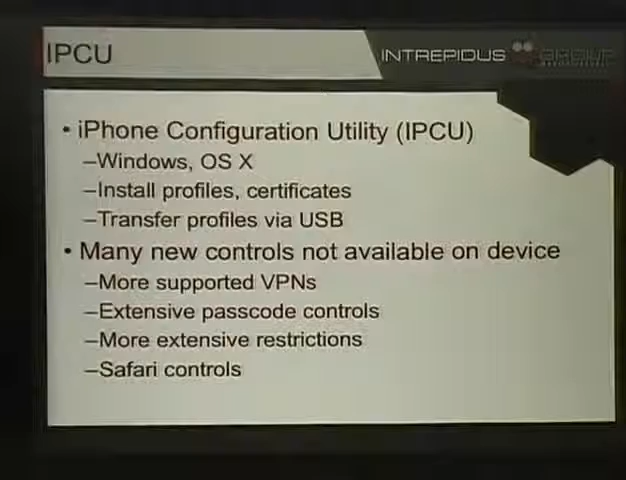 IPCU
INTREPIDUS GROUP
• iPhone Configuration Utility (IPCU)
–Windows, OS X
–Install profiles, certificates
–Transfer profiles via USB
• Many new controls not available on device
–More supported VPNs
–Extensive passcode controls
–More extensive restrictions
–Safari controls